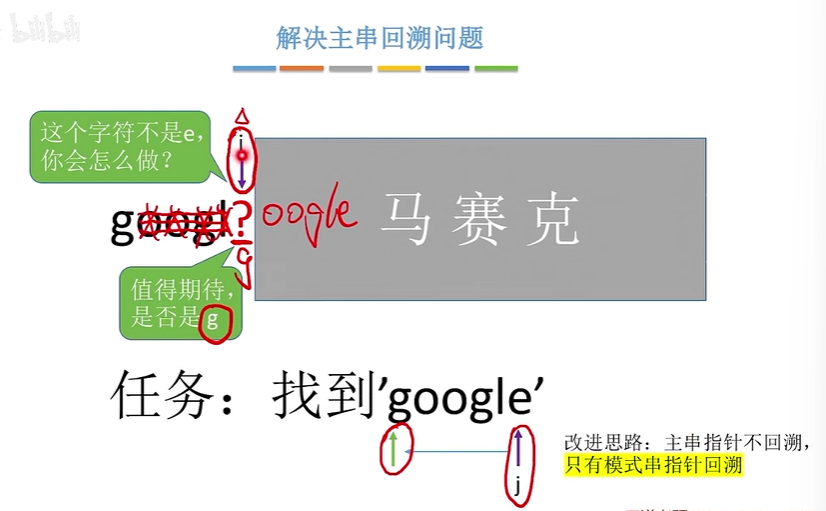 bilibili
解决主串回溯问题
这个字符不是e,
你会怎么做?
i
googl?
oogle
马赛克
g
值得期待,
是否是g
任务：找到’google’
j
改进思路：主串指针不回溯，
只有模式串指针回溯